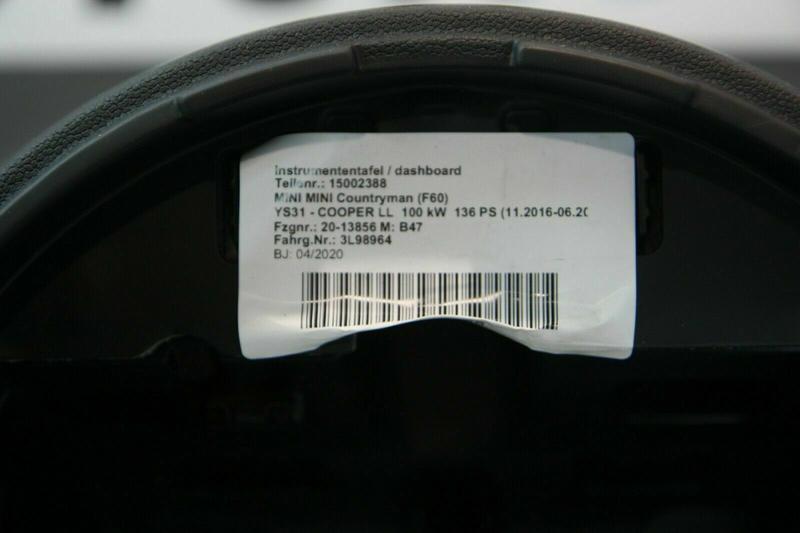 Instrumententafel / dashboard
Teilenr.: 15002388
MINI MINI Countryman (F60)
YS31 - COOPER LL 100 kW 136 PS (11.2016-06.20
Fzgnr.: 20-13856 M: B47
Fahrg.Nr.: 3L98964
BJ: 04/2020